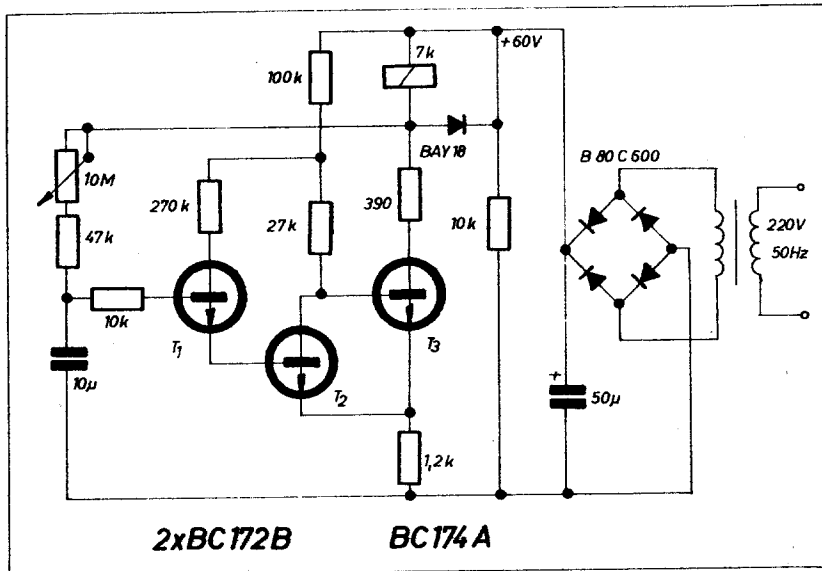 7k
+60V
100k
BAY18
B 80 C 600
10M
270k
27k
390
10k
220V
50Hz
47k
10k
T1
T2
T3
10µ
+
50µ
1,2k
2xBC172B
BC174A